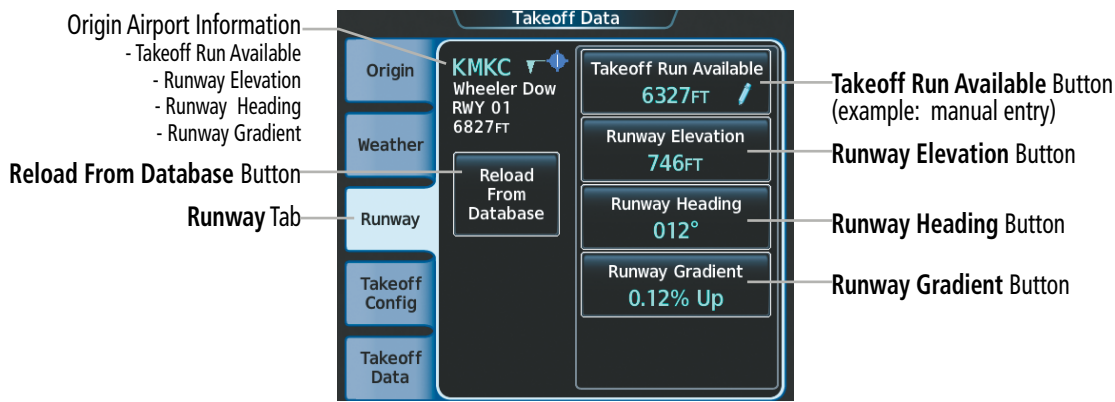 Takeoff Data
Origin Airport Information
- Takeoff Run Available
- Runway Elevation
- Runway Heading
- Runway Gradient
Reload From Database Button
Runway Tab
Origin
Weather
Runway
Takeoff
Config
Takeoff
Data
KMKC
Wheeler Dow
RWY 01
6827FT
Reload
From
Database
Takeoff Run Available
6327FT
Runway Elevation
746FT
Runway Heading
012°
Runway Gradient
0.12% Up
Takeoff Run Available Button
(example: manual entry)
Runway Elevation Button
Runway Heading Button
Runway Gradient Button